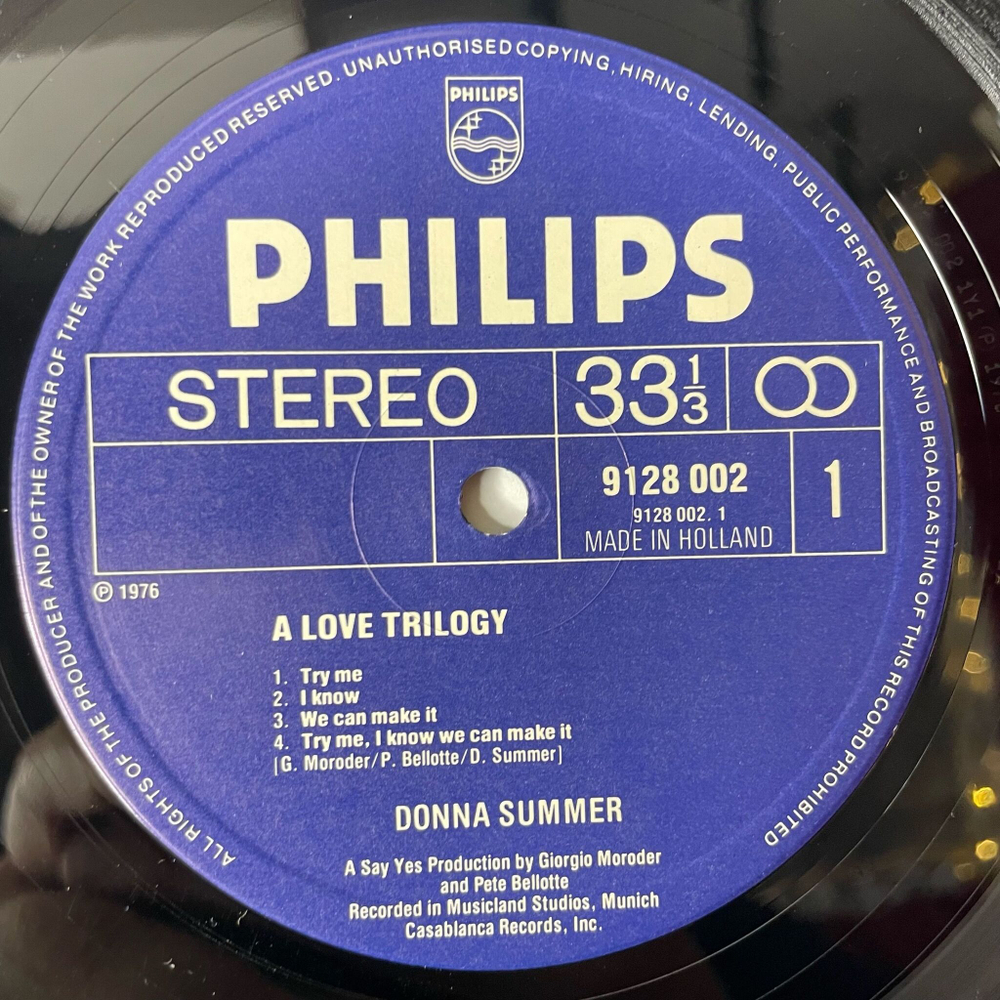 ALL RIGHTS OF THE PRODUCER AND OF THE OWNER OF THE WORK REPRODUCED RESERVED. UNAUTHORISED COPYING, HIRING, LENDING, PUBLIC PERFORMANCE AND BROADCASTING OF THIS RECORD PROHIBITED
PHILIPS
PHILIPS
STEREO 33 1/3
9128 002
9128 002. 1
MADE IN HOLLAND
1
℗ 1976
A LOVE TRILOGY
1. Try me
2. I know
3. We can make it
4. Try me, I know we can make it
[G. Moroder/P. Bellotte/D. Summer]
DONNA SUMMER
A Say Yes Production by Giorgio Moroder
and Pete Bellotte
Recorded in Musicland Studios, Munich
Casablanca Records, Inc.